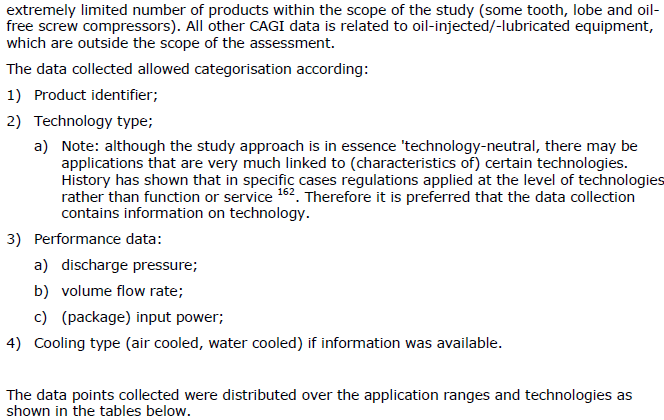 extremely limited number of products within the scope of the study (some tooth, lobe and oil-
free screw compressors). All other CAGI data is related to oil-injected/-lubricated equipment,
which are outside the scope of the assessment.
The data collected allowed categorisation according:
1) Product identifier;
2) Technology type;
a) Note: although the study approach is in essence 'technology-neutral, there may be
applications that are very much linked to (characteristics of) certain technologies.
History has shown that in specific cases regulations applied at the level of technologies
rather than function or service 162. Therefore it is preferred that the data collection
contains information on technology.
3) Performance data:
a) discharge pressure;
b) volume flow rate;
c) (package) input power;
4) Cooling type (air cooled, water cooled) if information was available.
The data points collected were distributed over the application ranges and technologies as
shown in the tables below.